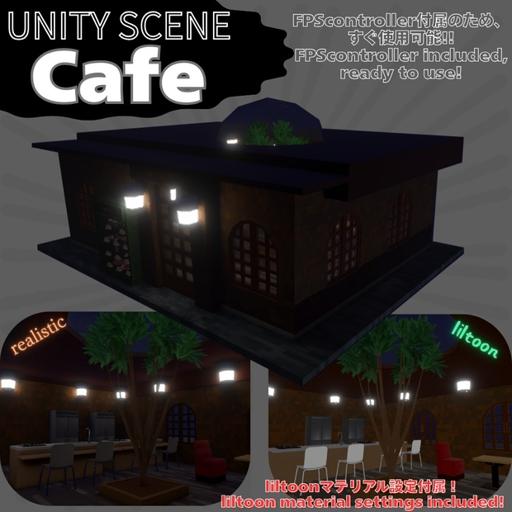 UNITY SCENE
Cafe
FPScontroller付属のため、
すぐ使用可能!!
FPScontroller included,
ready to use!
realistic
liltoon
liltoonマテリアル設定付属！
liltoon material settings included!